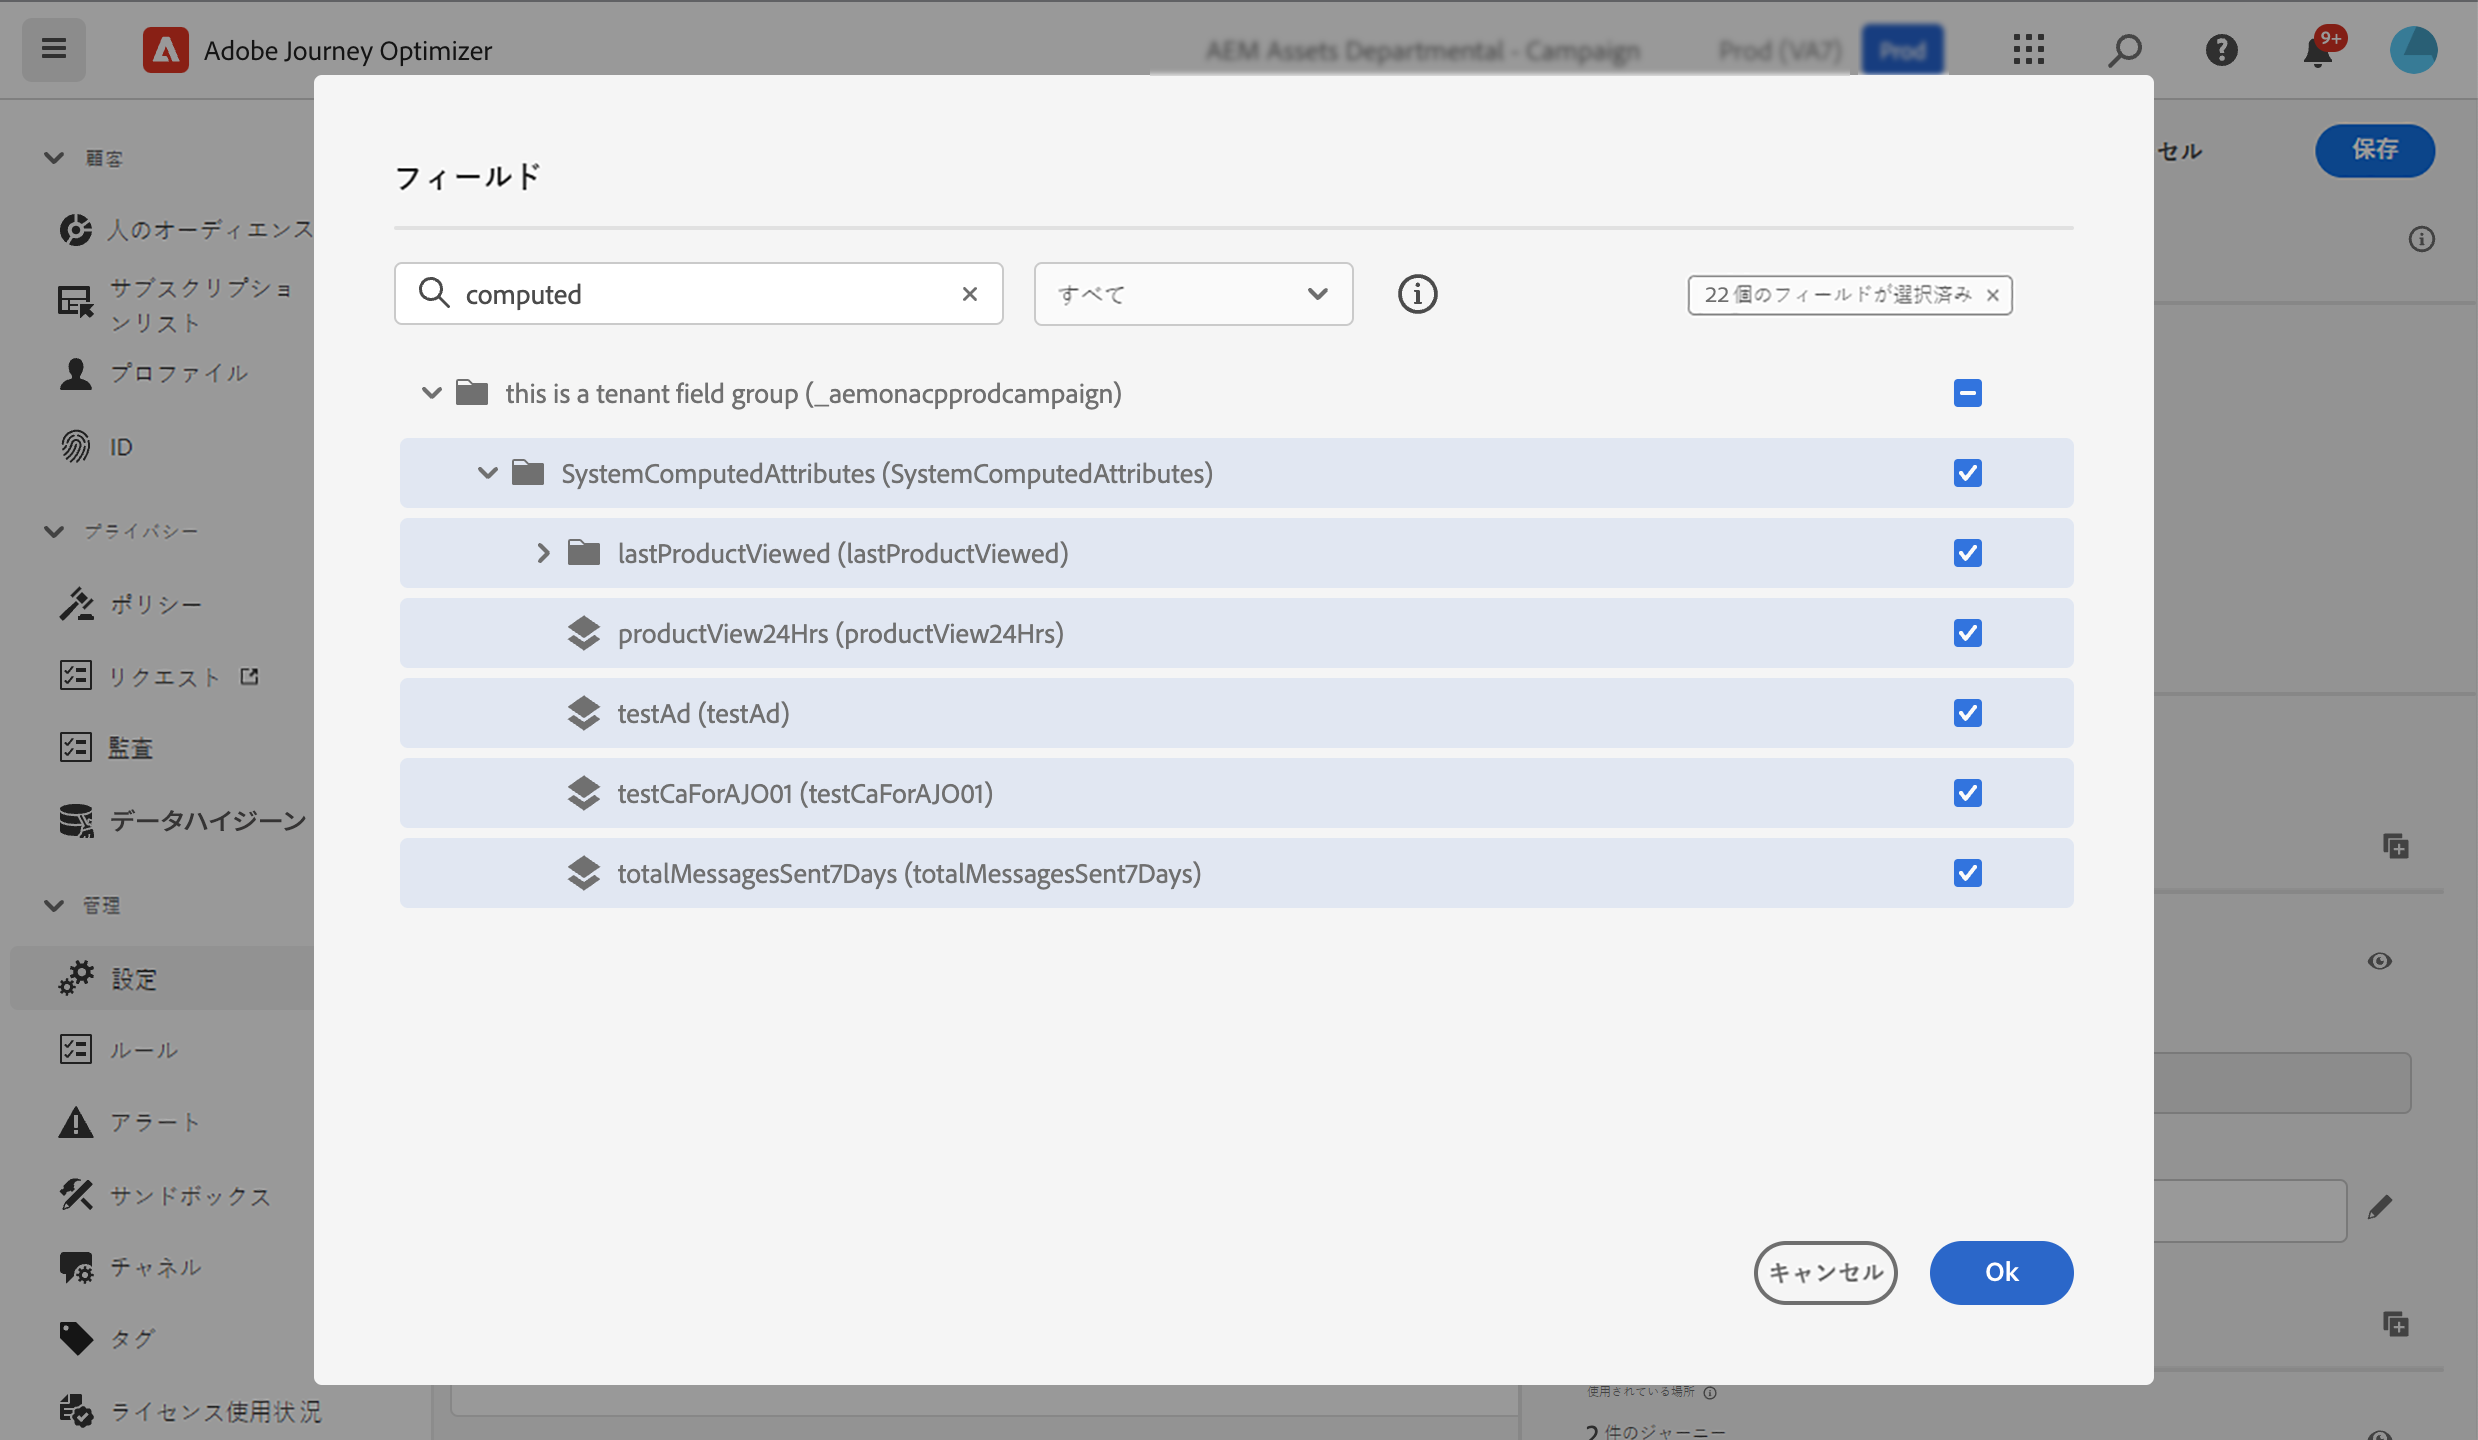 Adobe Journey Optimizer
AEM Assets Departmental - Campaign
Prod (VA7)
Prod
9+
顧客
人のオーディエンス
サブスクリプショ
ンリスト
プロファイル
ID
プライバシー
ポリシー
リクエスト
監査
データハイジーン
管理
設定
ルール
アラート
サンドボックス
チャネル
タグ
ライセンス使用状況
セル
保存
フィールド
computed
すべて
22 個のフィールドが選択済み
this is a tenant field group (_aemonacpprodcampaign)
SystemComputedAttributes (SystemComputedAttributes)
lastProductViewed (lastProductViewed)
productView24Hrs (productView24Hrs)
testAd (testAd)
testCaForAJO01 (testCaForAJO01)
totalMessagesSent7Days (totalMessagesSent7Days)
キャンセル
Ok
使用されている場所
2 件のジャーニー